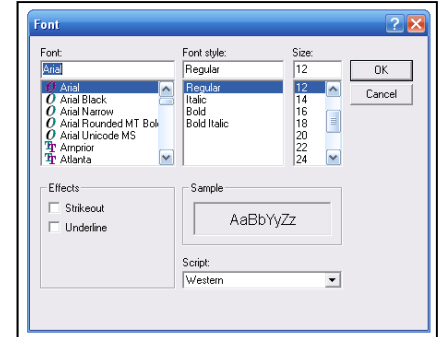 Font
Font: Font style: Size:
Arial Regular 12 OK
Arial Regular 12 Cancel
Arial Black Italic 14
Arial Narrow Bold 16
Arial Rounded MT Bol Bold Italic 18
Arial Unicode MS 20
Amprior 22
Atlanta 24
Effects Sample
Strikeout
Underline AaBbYyZz
Script:
Western